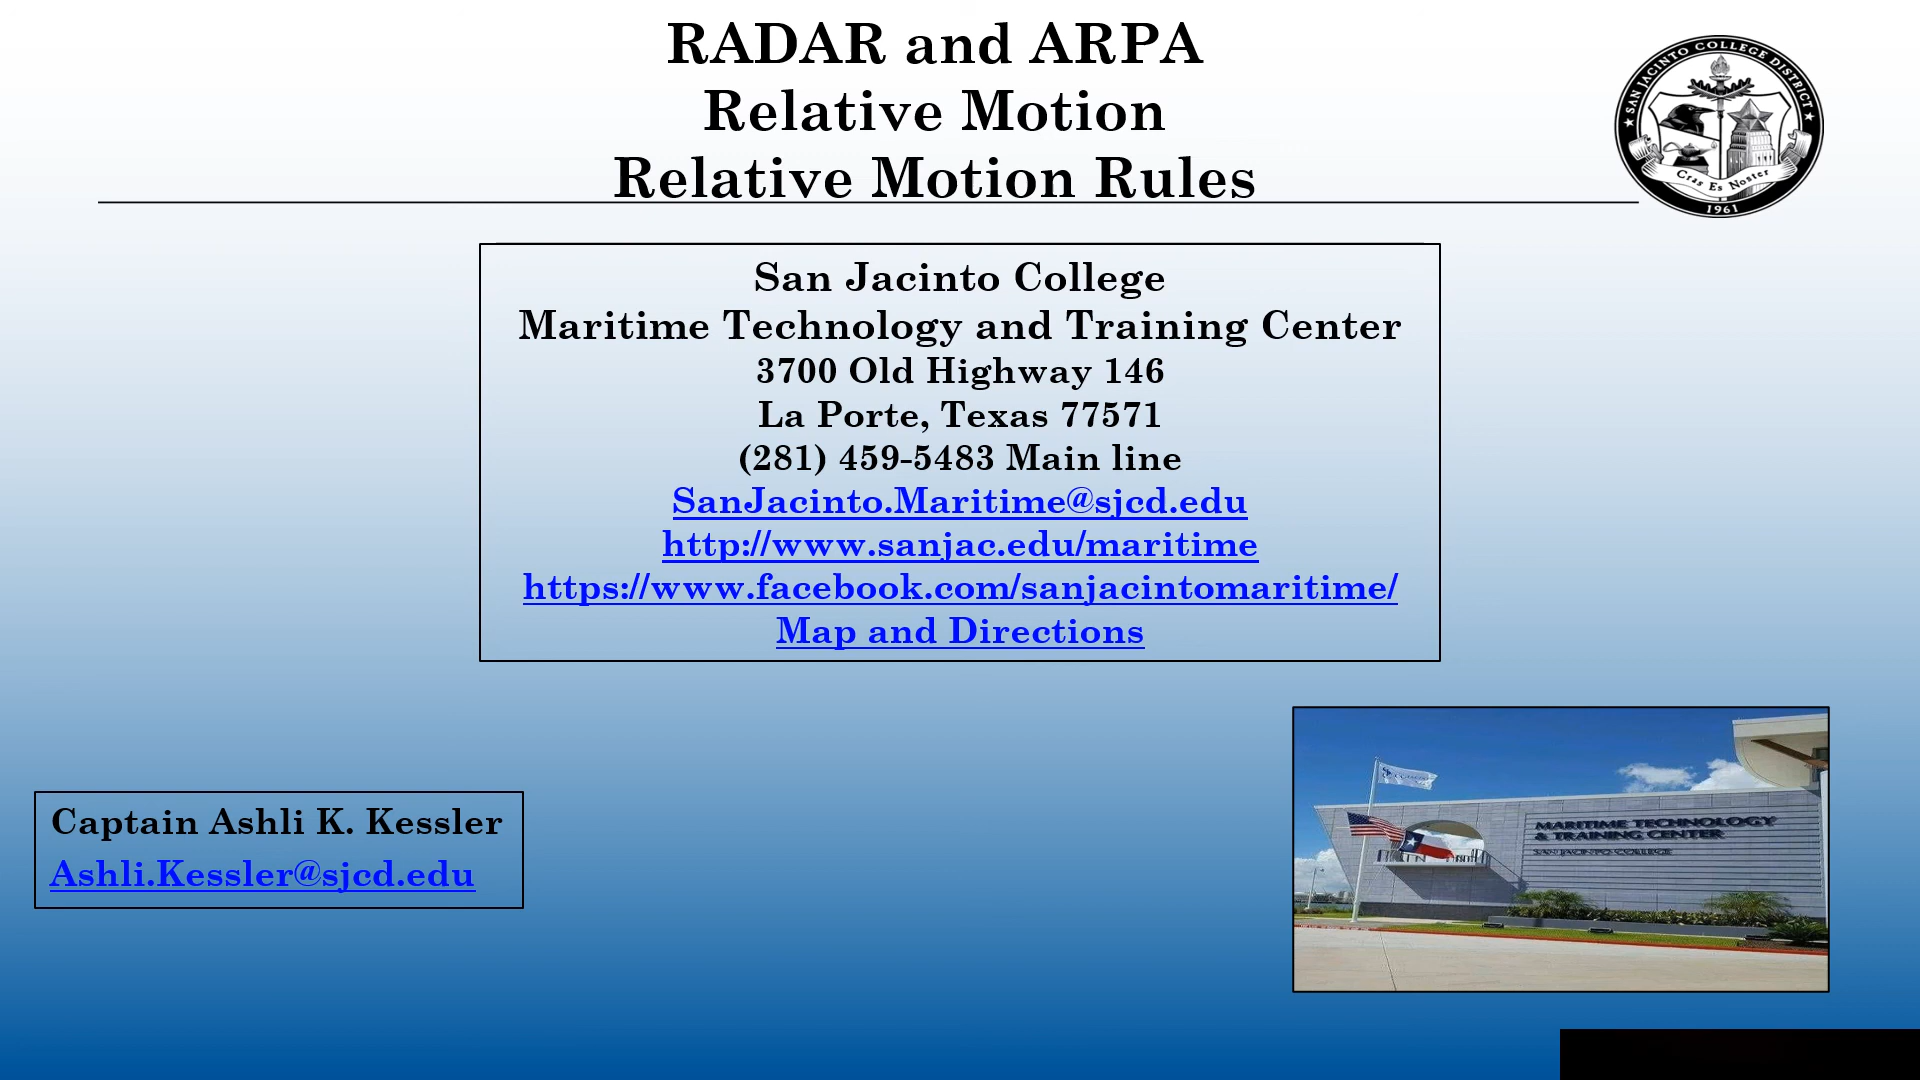 RADAR and ARPA
Relative Motion
Relative Motion Rules
SAN JACINTO COLLEGE DISTRICT
Cras Es Noster
1961
San Jacinto College
Maritime Technology and Training Center
3700 Old Highway 146
La Porte, Texas 77571
(281) 459-5483 Main line
SanJacinto.Maritime@sjcd.edu
http://www.sanjac.edu/maritime
https://www.facebook.com/sanjacintomaritime/
Map and Directions
Captain Ashli K. Kessler
Ashli.Kessler@sjcd.edu
MARITIME TECHNOLOGY
& TRAINING CENTER
SAN JACINTO COLLEGE